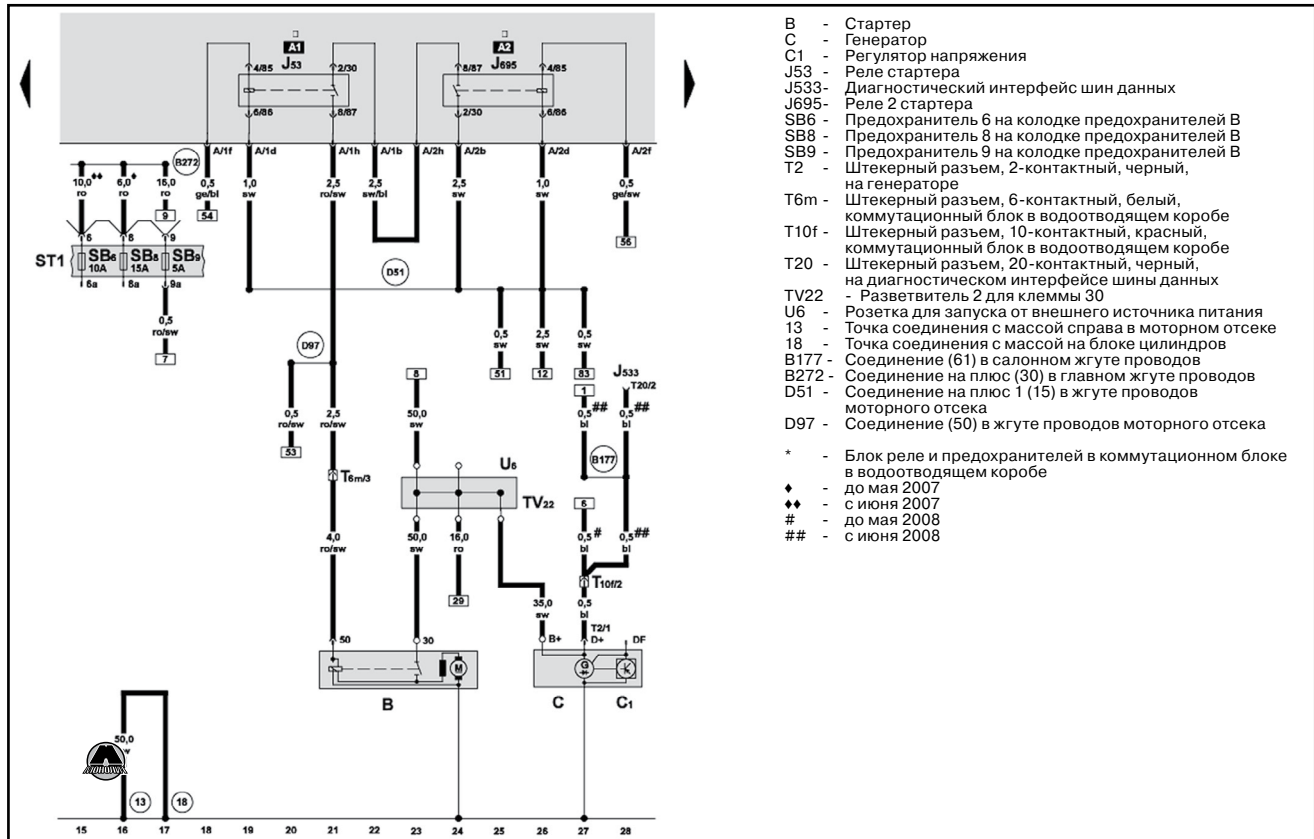 A1
A2
J53
J695
4/85
2/30
8/87
4/85
6/86
8/87
2/30
6/86
B272
A/1f
A/1d
A/1h
A/1b
A/2h
A/2b
A/2d
A/2f
10,0 ♦♦
ro
6,0 ♦
ro
15,0
ro
0,5
ge/bl
1,0
sw
2,5
ro/sw
2,5
sw/bl
2,5
sw
1,0
sw
0,5
ge/sw
9
54
56
6
8
9
ST1
SB6
10A
SB8
15A
SB9
5A
6a
8a
9a
D51
0,5
ro/sw
7
D97
0,5
sw
2,5
sw
0,5
sw
8
51
12
83
J533
1
T20/2
0,5
ro/sw
2,5
ro/sw
50,0
sw
0,5 ##
bl
0,5 ##
bl
53
B177
T6m/3
U6
TV22
6
4,0
ro/sw
50,0
sw
16,0
ro
0,5 #
bl
0,5 ##
bl
29
T10f/2
35,0
sw
0,5
bl
T2/1
50
30
B+
D+
DF
M
G
B
C
C1
50,0
13
18
15 16 17 18 19 20 21 22 23 24 25 26 27 28
B - Стартер
C - Генератор
C1 - Регулятор напряжения
J53 - Реле стартера
J533- Диагностический интерфейс шин данных
J695- Реле 2 стартера
SB6 - Предохранитель 6 на колодке предохранителей B
SB8 - Предохранитель 8 на колодке предохранителей B
SB9 - Предохранитель 9 на колодке предохранителей B
T2 - Штекерный разъем, 2-контактный, черный,
на генераторе
T6m - Штекерный разъем, 6-контактный, белый,
коммутационный блок в водоотводящем коробе
T10f - Штекерный разъем, 10-контактный, красный,
коммутационный блок в водоотводящем коробе
T20 - Штекерный разъем, 20-контактный, черный,
на диагностическом интерфейсе шины данных
TV22 - Разветвитель 2 для клеммы 30
U6 - Розетка для запуска от внешнего источника питания
13 - Точка соединения с массой справа в моторном отсеке
18 - Точка соединения с массой на блоке цилиндров
B177 - Соединение (61) в салонном жгуте проводов
B272 - Соединение на плюс (30) в главном жгуте проводов
D51 - Соединение на плюс 1 (15) в жгуте проводов
моторного отсека
D97 - Соединение (50) в жгуте проводов моторного отсека
* - Блок реле и предохранителей в коммутационном блоке
в водоотводящем коробе
♦ - до мая 2007
♦♦ - с июня 2007
# - до мая 2008
## - с июня 2008